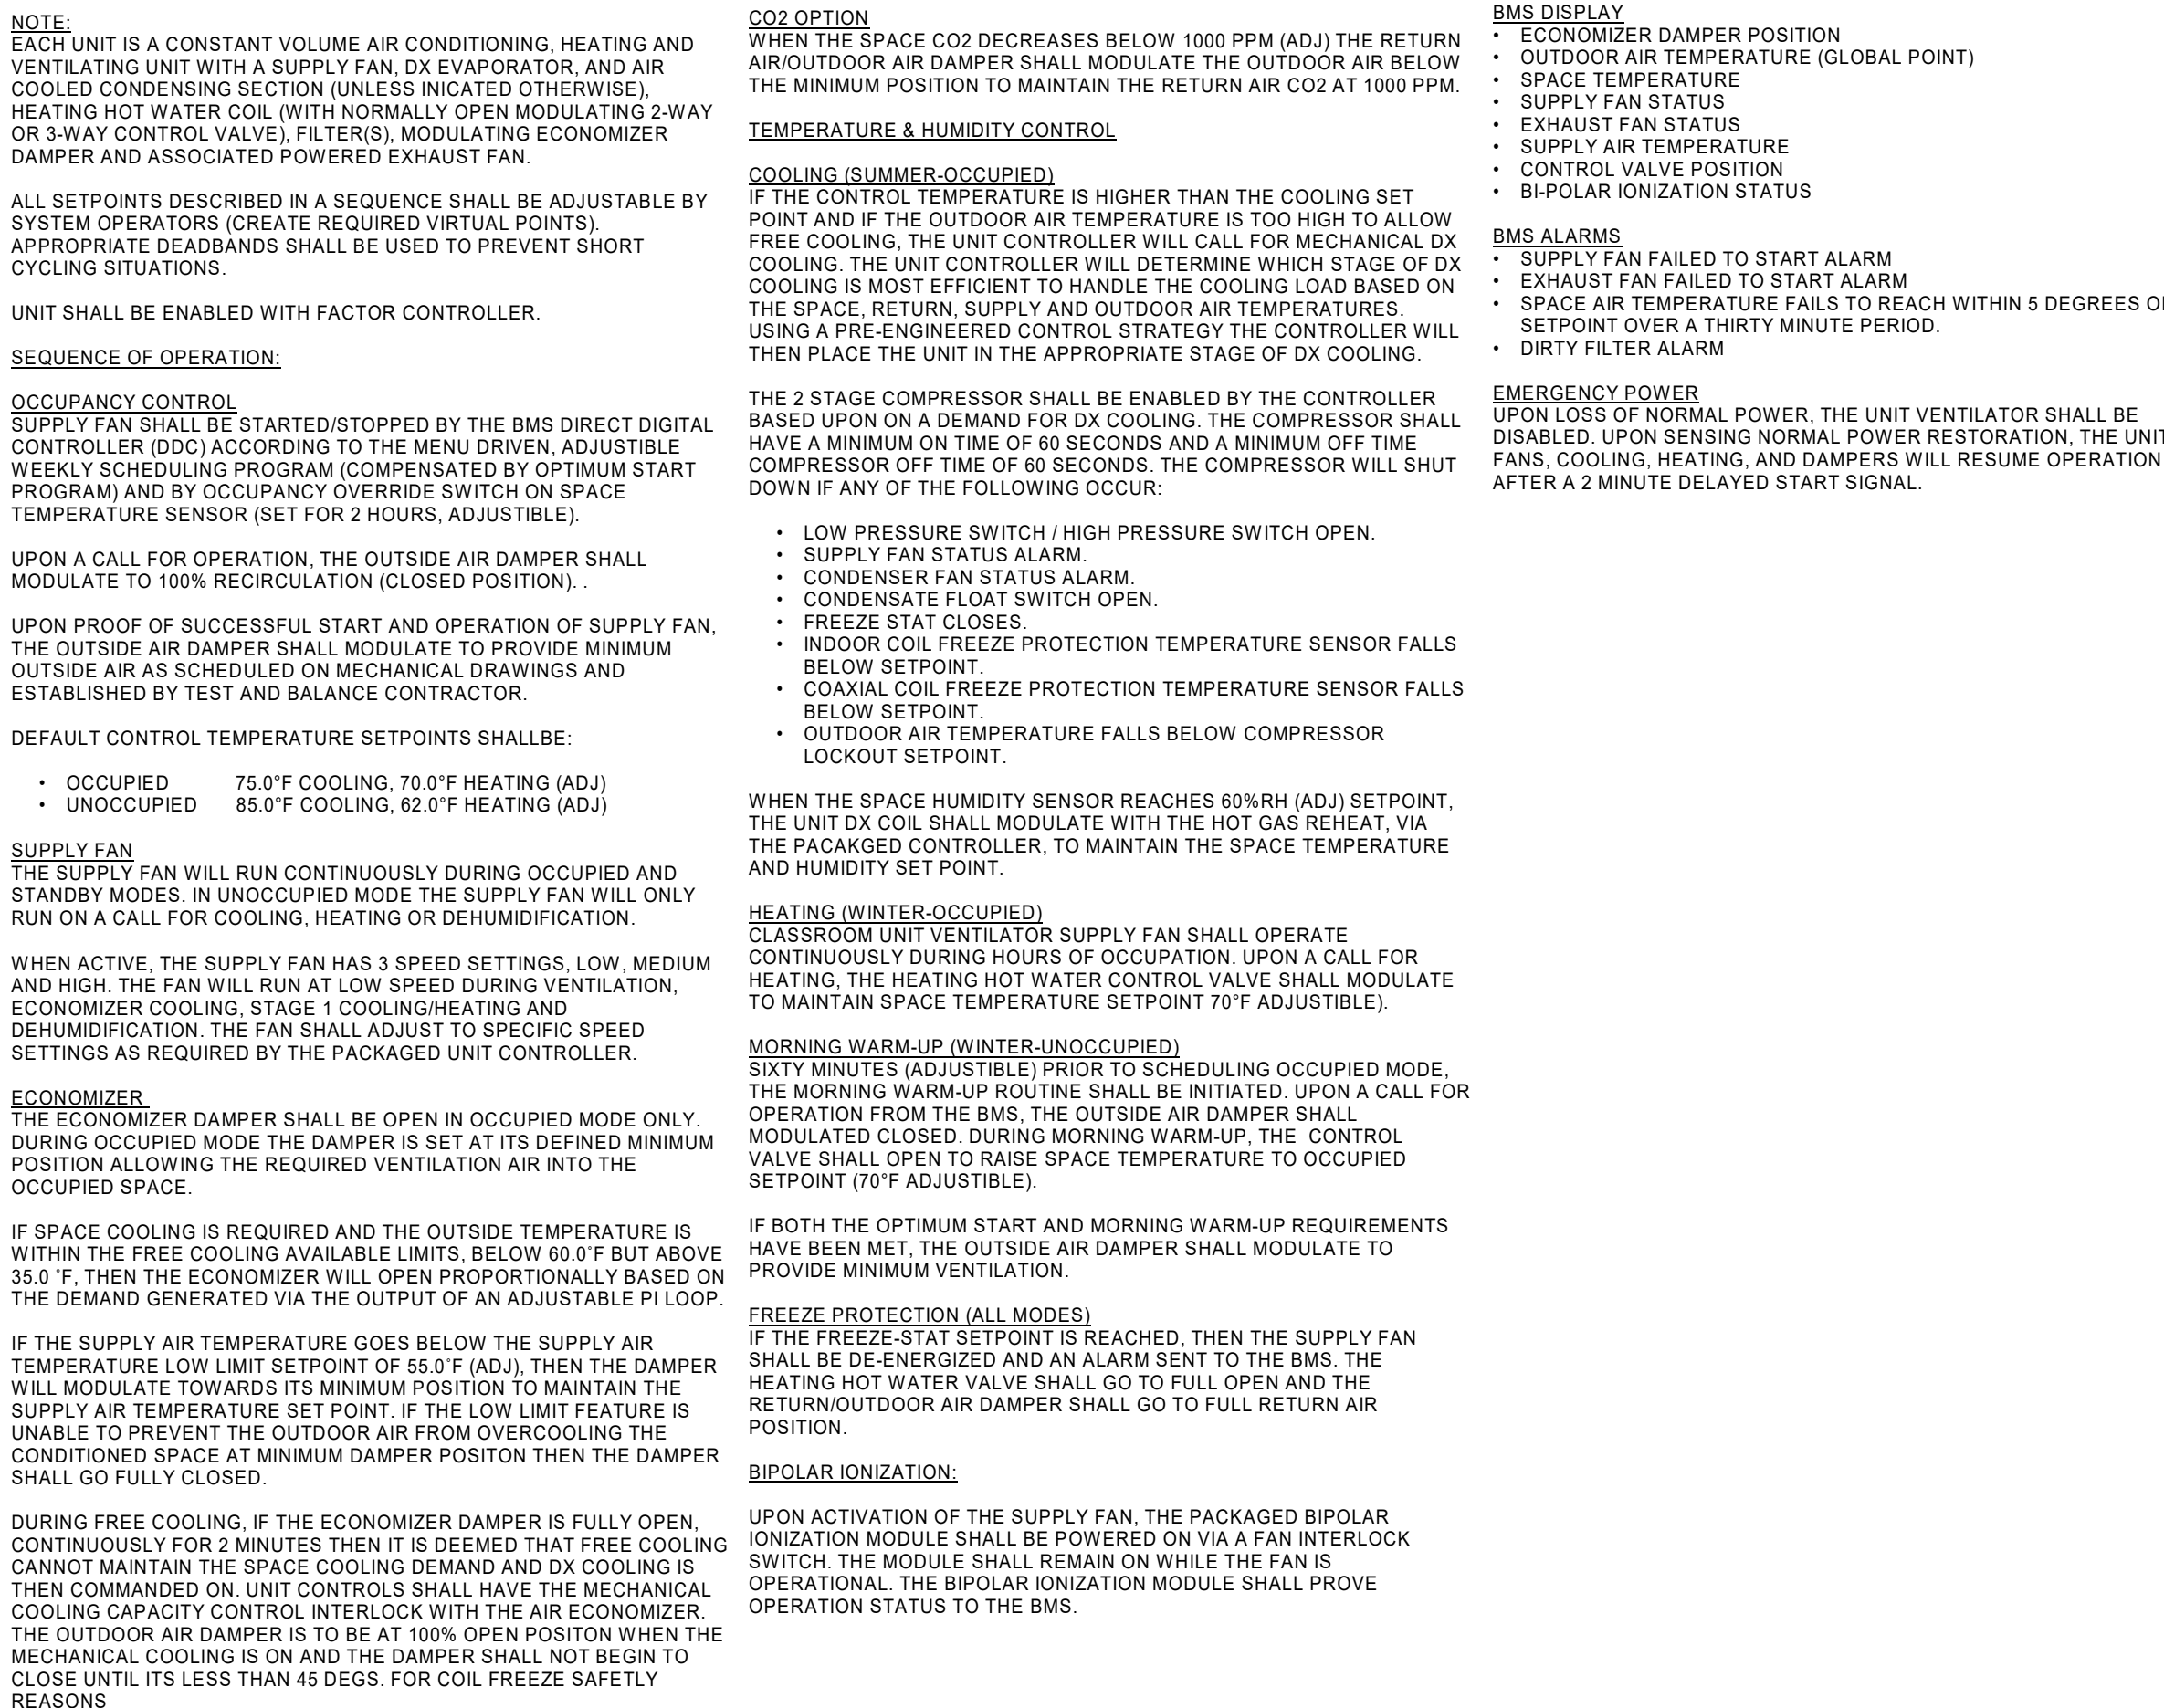 NOTE:
EACH UNIT IS A CONSTANT VOLUME AIR CONDITIONING, HEATING AND
VENTILATING UNIT WITH A SUPPLY FAN, DX EVAPORATOR, AND AIR
COOLED CONDENSING SECTION (UNLESS INICATED OTHERWISE),
HEATING HOT WATER COIL (WITH NORMALLY OPEN MODULATING 2-WAY
OR 3-WAY CONTROL VALVE), FILTER(S), MODULATING ECONOMIZER
DAMPER AND ASSOCIATED POWERED EXHAUST FAN.
ALL SETPOINTS DESCRIBED IN A SEQUENCE SHALL BE ADJUSTABLE BY
SYSTEM OPERATORS (CREATE REQUIRED VIRTUAL POINTS).
APPROPRIATE DEADBANDS SHALL BE USED TO PREVENT SHORT
CYCLING SITUATIONS.
UNIT SHALL BE ENABLED WITH FACTOR CONTROLLER.
SEQUENCE OF OPERATION:
OCCUPANCY CONTROL
SUPPLY FAN SHALL BE STARTED/STOPPED BY THE BMS DIRECT DIGITAL
CONTROLLER (DDC) ACCORDING TO THE MENU DRIVEN, ADJUSTIBLE
WEEKLY SCHEDULING PROGRAM (COMPENSATED BY OPTIMUM START
PROGRAM) AND BY OCCUPANCY OVERRIDE SWITCH ON SPACE
TEMPERATURE SENSOR (SET FOR 2 HOURS, ADJUSTIBLE).
UPON A CALL FOR OPERATION, THE OUTSIDE AIR DAMPER SHALL
MODULATE TO 100% RECIRCULATION (CLOSED POSITION). .
UPON PROOF OF SUCCESSFUL START AND OPERATION OF SUPPLY FAN,
THE OUTSIDE AIR DAMPER SHALL MODULATE TO PROVIDE MINIMUM
OUTSIDE AIR AS SCHEDULED ON MECHANICAL DRAWINGS AND
ESTABLISHED BY TEST AND BALANCE CONTRACTOR.
DEFAULT CONTROL TEMPERATURE SETPOINTS SHALLBE:
• OCCUPIED 75.0°F COOLING, 70.0°F HEATING (ADJ)
• UNOCCUPIED 85.0°F COOLING, 62.0°F HEATING (ADJ)
SUPPLY FAN
THE SUPPLY FAN WILL RUN CONTINUOUSLY DURING OCCUPIED AND
STANDBY MODES. IN UNOCCUPIED MODE THE SUPPLY FAN WILL ONLY
RUN ON A CALL FOR COOLING, HEATING OR DEHUMIDIFICATION.
WHEN ACTIVE, THE SUPPLY FAN HAS 3 SPEED SETTINGS, LOW, MEDIUM
AND HIGH. THE FAN WILL RUN AT LOW SPEED DURING VENTILATION,
ECONOMIZER COOLING, STAGE 1 COOLING/HEATING AND
DEHUMIDIFICATION. THE FAN SHALL ADJUST TO SPECIFIC SPEED
SETTINGS AS REQUIRED BY THE PACKAGED UNIT CONTROLLER.
ECONOMIZER
THE ECONOMIZER DAMPER SHALL BE OPEN IN OCCUPIED MODE ONLY.
DURING OCCUPIED MODE THE DAMPER IS SET AT ITS DEFINED MINIMUM
POSITION ALLOWING THE REQUIRED VENTILATION AIR INTO THE
OCCUPIED SPACE.
IF SPACE COOLING IS REQUIRED AND THE OUTSIDE TEMPERATURE IS
WITHIN THE FREE COOLING AVAILABLE LIMITS, BELOW 60.0°F BUT ABOVE
35.0 °F, THEN THE ECONOMIZER WILL OPEN PROPORTIONALLY BASED ON
THE DEMAND GENERATED VIA THE OUTPUT OF AN ADJUSTABLE PI LOOP.
IF THE SUPPLY AIR TEMPERATURE GOES BELOW THE SUPPLY AIR
TEMPERATURE LOW LIMIT SETPOINT OF 55.0°F (ADJ), THEN THE DAMPER
WILL MODULATE TOWARDS ITS MINIMUM POSITION TO MAINTAIN THE
SUPPLY AIR TEMPERATURE SET POINT. IF THE LOW LIMIT FEATURE IS
UNABLE TO PREVENT THE OUTDOOR AIR FROM OVERCOOLING THE
CONDITIONED SPACE AT MINIMUM DAMPER POSITON THEN THE DAMPER
SHALL GO FULLY CLOSED.
DURING FREE COOLING, IF THE ECONOMIZER DAMPER IS FULLY OPEN,
CONTINUOUSLY FOR 2 MINUTES THEN IT IS DEEMED THAT FREE COOLING
CANNOT MAINTAIN THE SPACE COOLING DEMAND AND DX COOLING IS
THEN COMMANDED ON. UNIT CONTROLS SHALL HAVE THE MECHANICAL
COOLING CAPACITY CONTROL INTERLOCK WITH THE AIR ECONOMIZER.
THE OUTDOOR AIR DAMPER IS TO BE AT 100% OPEN POSITON WHEN THE
MECHANICAL COOLING IS ON AND THE DAMPER SHALL NOT BEGIN TO
CLOSE UNTIL ITS LESS THAN 45 DEGS. FOR COIL FREEZE SAFETLY
REASONS
CO2 OPTION
WHEN THE SPACE CO2 DECREASES BELOW 1000 PPM (ADJ) THE RETURN
AIR/OUTDOOR AIR DAMPER SHALL MODULATE THE OUTDOOR AIR BELOW
THE MINIMUM POSITION TO MAINTAIN THE RETURN AIR CO2 AT 1000 PPM.
TEMPERATURE & HUMIDITY CONTROL
COOLING (SUMMER-OCCUPIED)
IF THE CONTROL TEMPERATURE IS HIGHER THAN THE COOLING SET
POINT AND IF THE OUTDOOR AIR TEMPERATURE IS TOO HIGH TO ALLOW
FREE COOLING, THE UNIT CONTROLLER WILL CALL FOR MECHANICAL DX
COOLING. THE UNIT CONTROLLER WILL DETERMINE WHICH STAGE OF DX
COOLING IS MOST EFFICIENT TO HANDLE THE COOLING LOAD BASED ON
THE SPACE, RETURN, SUPPLY AND OUTDOOR AIR TEMPERATURES.
USING A PRE-ENGINEERED CONTROL STRATEGY THE CONTROLLER WILL
THEN PLACE THE UNIT IN THE APPROPRIATE STAGE OF DX COOLING.
THE 2 STAGE COMPRESSOR SHALL BE ENABLED BY THE CONTROLLER
BASED UPON ON A DEMAND FOR DX COOLING. THE COMPRESSOR SHALL
HAVE A MINIMUM ON TIME OF 60 SECONDS AND A MINIMUM OFF TIME
COMPRESSOR OFF TIME OF 60 SECONDS. THE COMPRESSOR WILL SHUT
DOWN IF ANY OF THE FOLLOWING OCCUR:
• LOW PRESSURE SWITCH / HIGH PRESSURE SWITCH OPEN.
• SUPPLY FAN STATUS ALARM.
• CONDENSER FAN STATUS ALARM.
• CONDENSATE FLOAT SWITCH OPEN.
• FREEZE STAT CLOSES.
• INDOOR COIL FREEZE PROTECTION TEMPERATURE SENSOR FALLS
BELOW SETPOINT.
• COAXIAL COIL FREEZE PROTECTION TEMPERATURE SENSOR FALLS
BELOW SETPOINT.
• OUTDOOR AIR TEMPERATURE FALLS BELOW COMPRESSOR
LOCKOUT SETPOINT.
WHEN THE SPACE HUMIDITY SENSOR REACHES 60%RH (ADJ) SETPOINT,
THE UNIT DX COIL SHALL MODULATE WITH THE HOT GAS REHEAT, VIA
THE PACAKGED CONTROLLER, TO MAINTAIN THE SPACE TEMPERATURE
AND HUMIDITY SET POINT.
HEATING (WINTER-OCCUPIED)
CLASSROOM UNIT VENTILATOR SUPPLY FAN SHALL OPERATE
CONTINUOUSLY DURING HOURS OF OCCUPATION. UPON A CALL FOR
HEATING, THE HEATING HOT WATER CONTROL VALVE SHALL MODULATE
TO MAINTAIN SPACE TEMPERATURE SETPOINT 70°F ADJUSTIBLE).
MORNING WARM-UP (WINTER-UNOCCUPIED)
SIXTY MINUTES (ADJUSTIBLE) PRIOR TO SCHEDULING OCCUPIED MODE,
THE MORNING WARM-UP ROUTINE SHALL BE INITIATED. UPON A CALL FOR
OPERATION FROM THE BMS, THE OUTSIDE AIR DAMPER SHALL
MODULATED CLOSED. DURING MORNING WARM-UP, THE CONTROL
VALVE SHALL OPEN TO RAISE SPACE TEMPERATURE TO OCCUPIED
SETPOINT (70°F ADJUSTIBLE).
IF BOTH THE OPTIMUM START AND MORNING WARM-UP REQUIREMENTS
HAVE BEEN MET, THE OUTSIDE AIR DAMPER SHALL MODULATE TO
PROVIDE MINIMUM VENTILATION.
FREEZE PROTECTION (ALL MODES)
IF THE FREEZE-STAT SETPOINT IS REACHED, THEN THE SUPPLY FAN
SHALL BE DE-ENERGIZED AND AN ALARM SENT TO THE BMS. THE
HEATING HOT WATER VALVE SHALL GO TO FULL OPEN AND THE
RETURN/OUTDOOR AIR DAMPER SHALL GO TO FULL RETURN AIR
POSITION.
BIPOLAR IONIZATION:
UPON ACTIVATION OF THE SUPPLY FAN, THE PACKAGED BIPOLAR
IONIZATION MODULE SHALL BE POWERED ON VIA A FAN INTERLOCK
SWITCH. THE MODULE SHALL REMAIN ON WHILE THE FAN IS
OPERATIONAL. THE BIPOLAR IONIZATION MODULE SHALL PROVE
OPERATION STATUS TO THE BMS.
BMS DISPLAY
• ECONOMIZER DAMPER POSITION
• OUTDOOR AIR TEMPERATURE (GLOBAL POINT)
• SPACE TEMPERATURE
• SUPPLY FAN STATUS
• EXHAUST FAN STATUS
• SUPPLY AIR TEMPERATURE
• CONTROL VALVE POSITION
• BI-POLAR IONIZATION STATUS
BMS ALARMS
• SUPPLY FAN FAILED TO START ALARM
• EXHAUST FAN FAILED TO START ALARM
• SPACE AIR TEMPERATURE FAILS TO REACH WITHIN 5 DEGREES
SETPOINT OVER A THIRTY MINUTE PERIOD.
• DIRTY FILTER ALARM
EMERGENCY POWER
UPON LOSS OF NORMAL POWER, THE UNIT VENTILATOR SHALL BE
DISABLED. UPON SENSING NORMAL POWER RESTORATION, THE UNIT
FANS, COOLING, HEATING, AND DAMPERS WILL RESUME OPERATION
AFTER A 2 MINUTE DELAYED START SIGNAL.